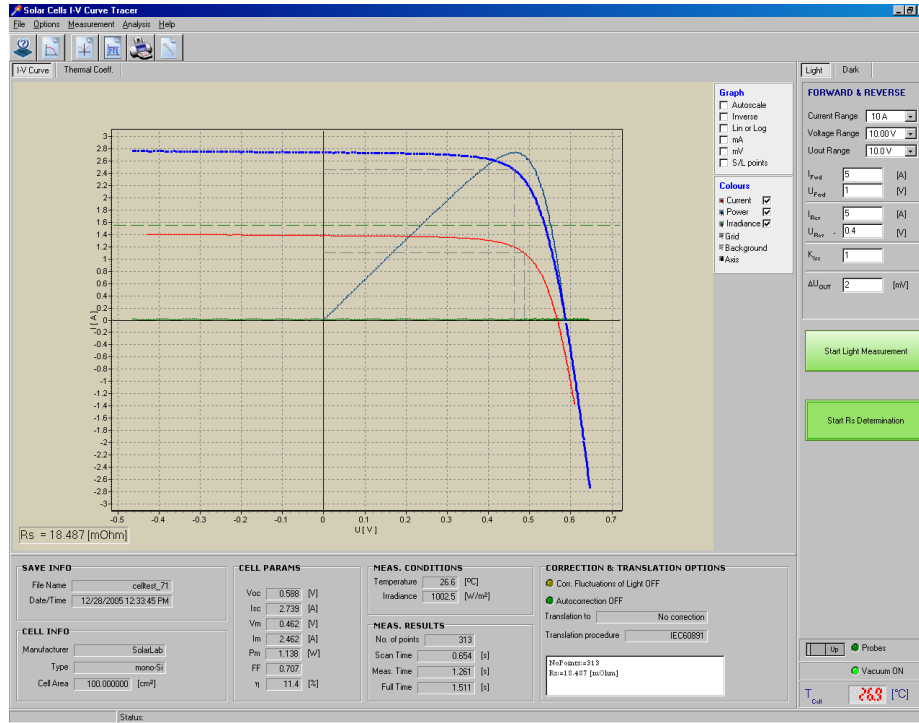 Solar Cells I-V Curve Tracer
File Options Measurement Analysis Help
I-V Curve Thermal Coeff.
Light Dark
Graph
Autoscale
Inverse
Lin or Log
mA
mV
S/L points
Colours
Current
Power
Irradiance
Grid
Background
Axis
FORWARD & REVERSE
Current Range 10 A
Voltage Range 10.00 V
Uout Range 10.0 V
IFwd 5 [A]
UFwd 1 [V]
IRev 5 [A]
URev - 0.4 [V]
KIsc 1
ΔUOUT 2 [mV]
Start Light Measurement
Start Rs Determination
3
2.8
2.6
2.4
2.2
2
1.8
1.6
1.4
1.2
1
0.8
0.6
0.4
0.2
0
-0.2
-0.4
-0.6
-0.8
-1
-1.2
-1.4
-1.6
-1.8
-2
-2.2
-2.4
-2.6
-2.8
-3
I [ A ]
-0.5 -0.4 -0.3 -0.2 -0.1 0 0.1 0.2 0.3 0.4 0.5 0.6 0.7
U [ V ]
Rs = 18.487 [mOhm]
SAVE INFO
File Name celltest_71
Date/Time 12/28/2005 12:33:45 PM
CELL INFO
Manufacturer SolarLab
Type mono-Si
Cell Area 100.000000 [cm²]
CELL PARAMS
Voc 0.588 [V]
Isc 2.739 [A]
Vm 0.462 [V]
Im 2.462 [A]
Pm 1.138 [W]
FF 0.707
η 11.4 [%]
MEAS. CONDITIONS
Temperature 26.6 [ºC]
Irradiance 1002.5 [W/m²]
MEAS. RESULTS
No. of points 313
Scan Time 0.654 [s]
Meas. Time 1.261 [s]
Full Time 1.511 [s]
CORRECTION & TRANSLATION OPTIONS
Corr. Fluctuations of Light OFF
Autocorrection OFF
Translation to No correction
Translation procedure IEC60891
NoPoints=313
Rs=18.487 [mOhm]
Up Probes
Vacuum ON
TCell 26.9 [°C]
Status: